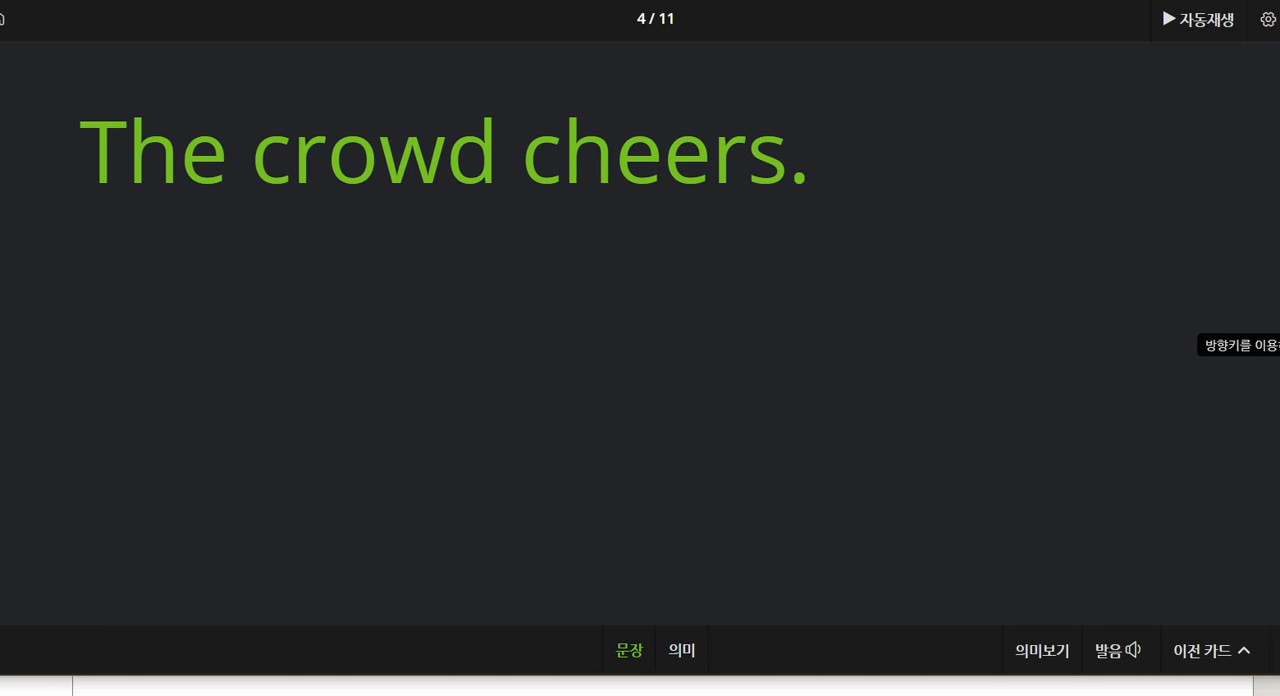 4 / 11
▶ 자동재생
The crowd cheers.
방향키를 이용
문장 의미
의미보기 발음 이전 카드